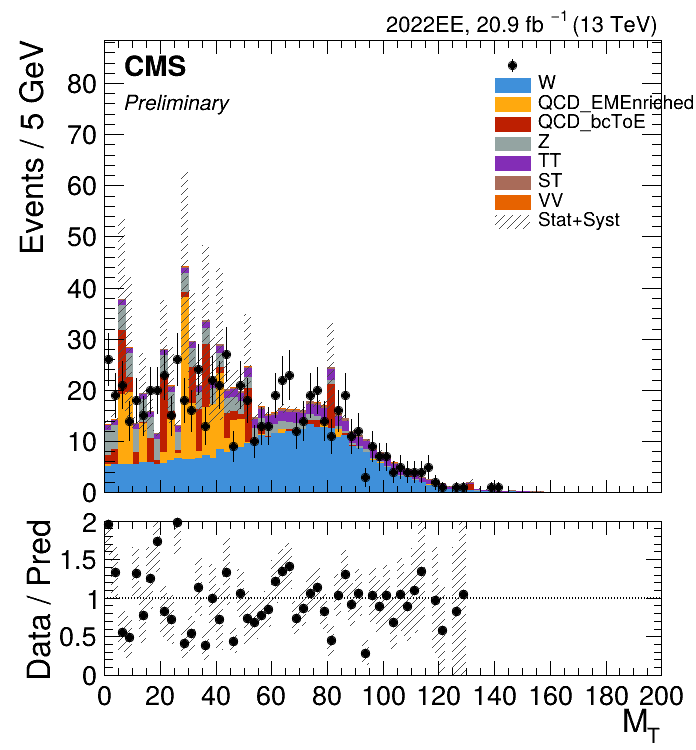 2022EE, 20.9 fb ⁻¹ (13 TeV)
CMS
Preliminary
W
QCD_EMEnriched
QCD_bcToE
Z
TT
ST
VV
Stat+Syst
Events / 5 GeV
80
70
60
50
40
30
20
10
0
Data / Pred
2
1.5
1
0.5
0
0 20 40 60 80 100 120 140 160 180 200
M_T